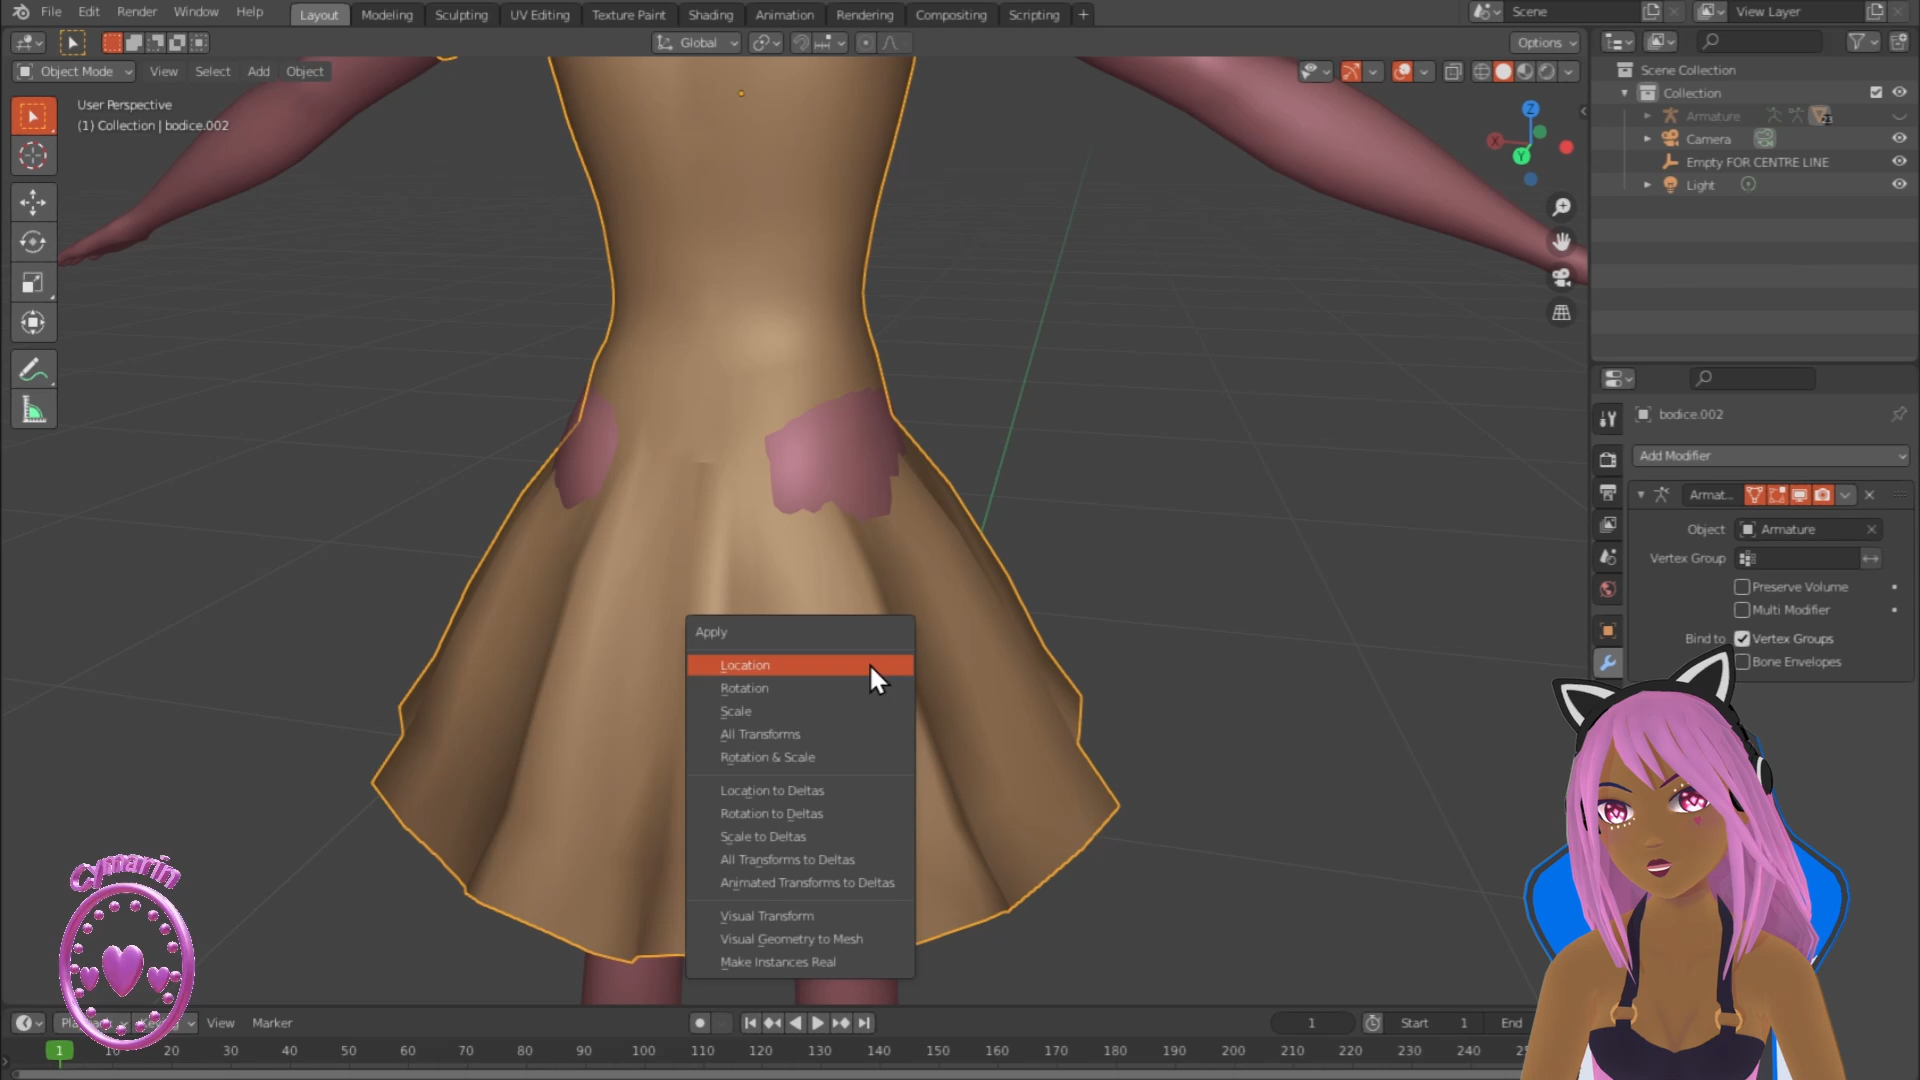 File Edit Render Window Help Layout Modeling Sculpting UV Editing Texture Paint Shading Animation Rendering Compositing Scripting + Scene View Layer
Global Options
Object Mode View Select Add Object
User Perspective
(1) Collection | bodice.002
Z
X
Y
Scene Collection
Collection
Armature 23
Camera
Empty FOR CENTRE LINE
Light
bodice.002
Add Modifier
Armat...
Object Armature
Vertex Group
Preserve Volume
Multi Modifier
Bind to Vertex Groups
Bone Envelopes
Apply
Location
Rotation
Scale
All Transforms
Rotation & Scale
Location to Deltas
Rotation to Deltas
Scale to Deltas
All Transforms to Deltas
Animated Transforms to Deltas
Visual Transform
Visual Geometry to Mesh
Make Instances Real
Cymarin
View Marker 1 Start 1 End
1 10 20 30 40 50 60 70 80 90 100 110 120 130 140 150 160 170 180 190 200 210 220 230 240